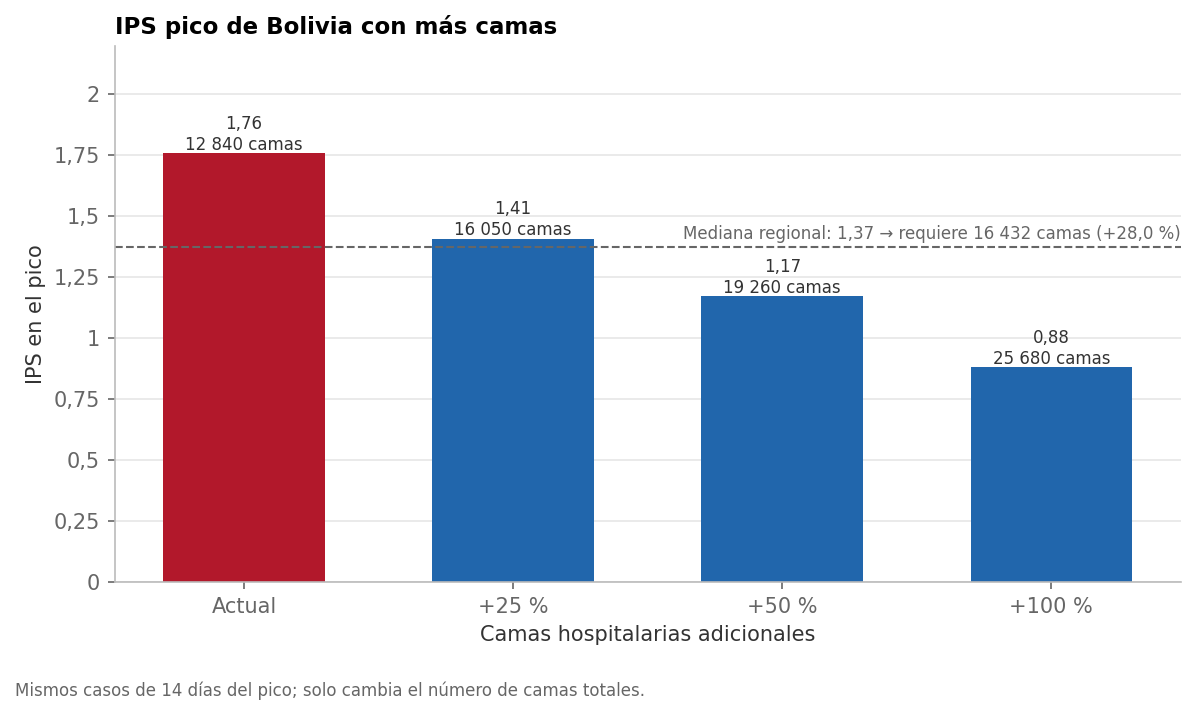 IPS pico de Bolivia con más camas
IPS en el pico
2
1,75
1,5
1,25
1
0,75
0,5
0,25
0
1,76
12 840 camas
1,41
16 050 camas
Mediana regional: 1,37 → requiere 16 432 camas (+28,0 %)
1,17
19 260 camas
0,88
25 680 camas
Actual
+25 %
+50 %
+100 %
Camas hospitalarias adicionales
Mismos casos de 14 días del pico; solo cambia el número de camas totales.